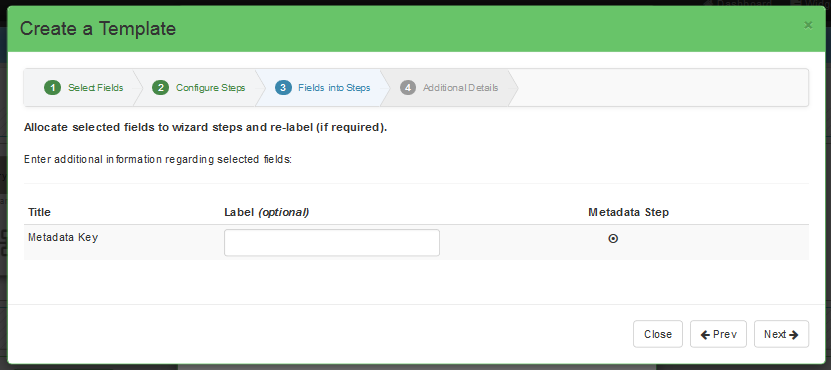 Dashboard
Create a Template ×
1 Select Fields 2 Configure Steps 3 Fields into Steps 4 Additional Details
Allocate selected fields to wizard steps and re-label (if required).
Enter additional information regarding selected fields:
Title Label (optional) Metadata Step
Metadata Key
Close Prev Next